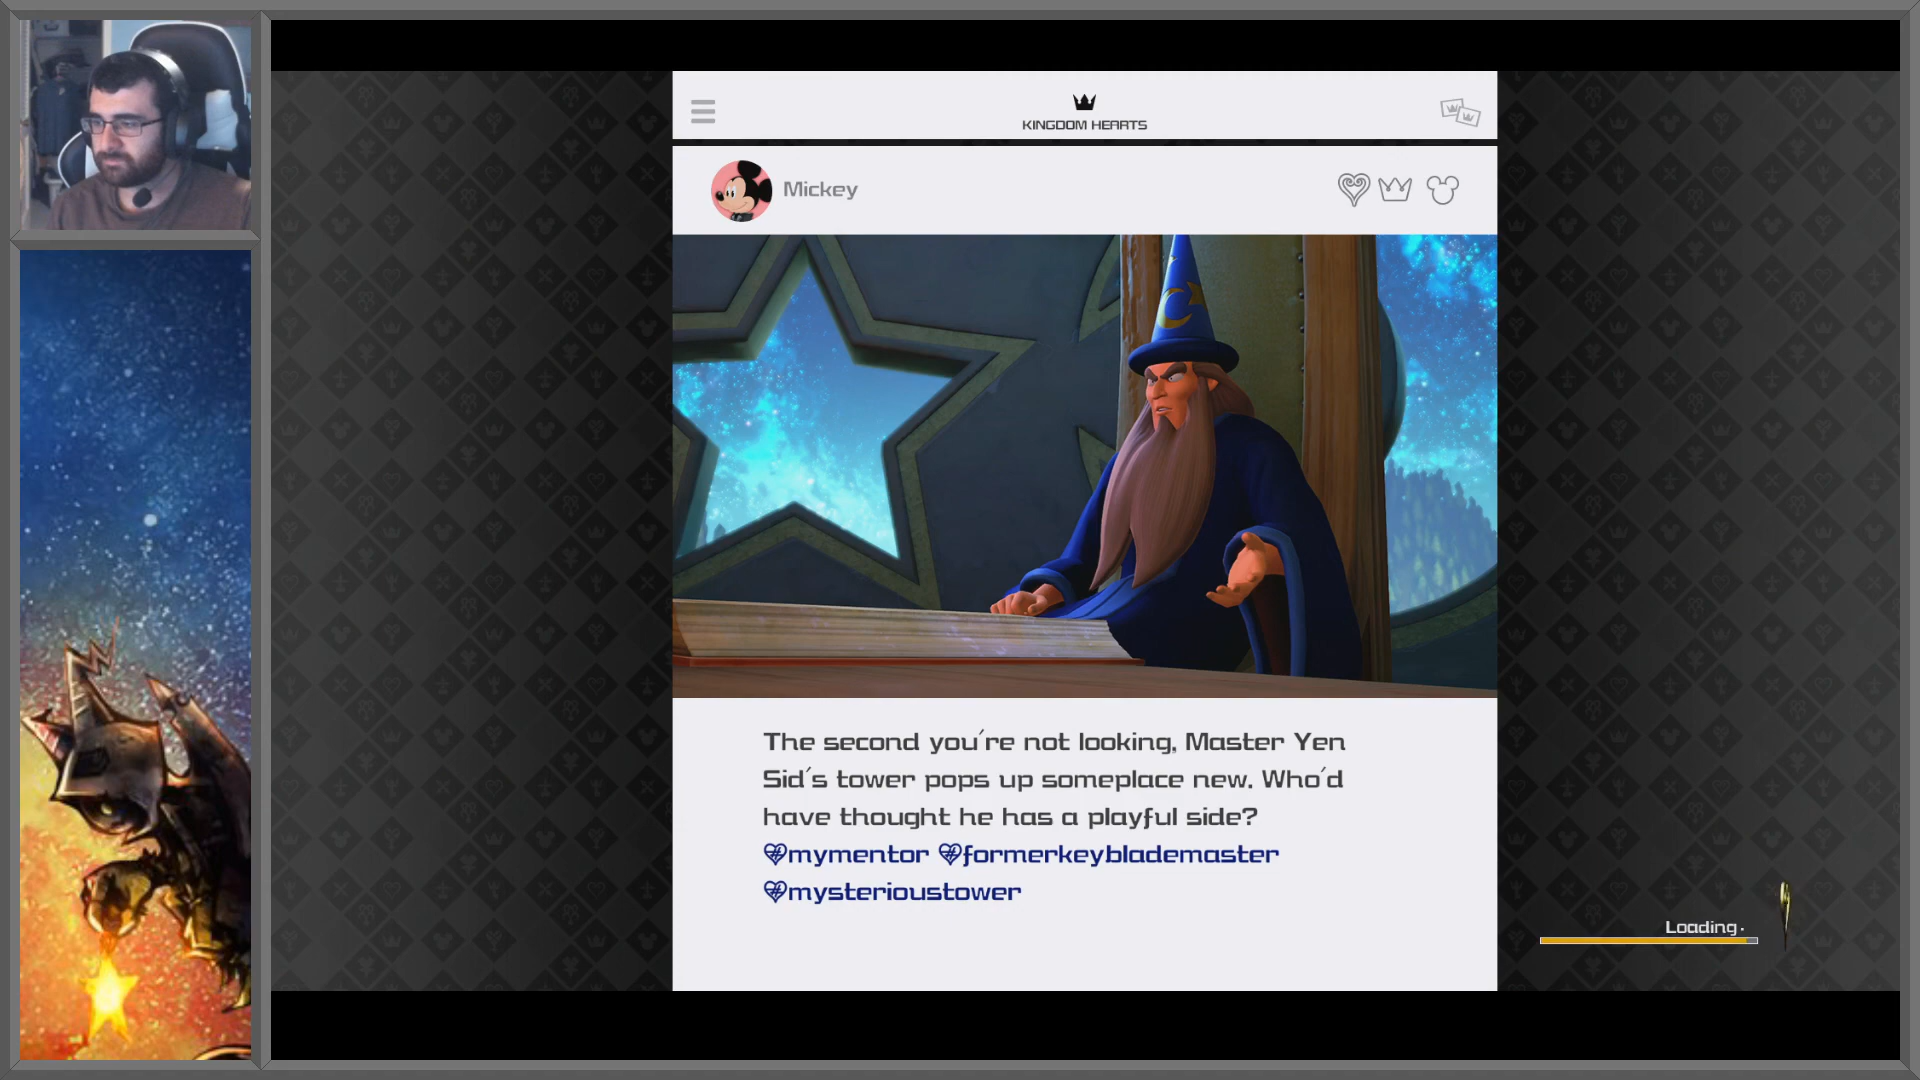 KINGDOM HEARTS
Mickey
The second you're not looking, Master Yen
Sid's tower pops up someplace new. Who'd
have thought he has a playful side?
#mymentor #formerkeyblademaster
#mysterioustower
Loading.